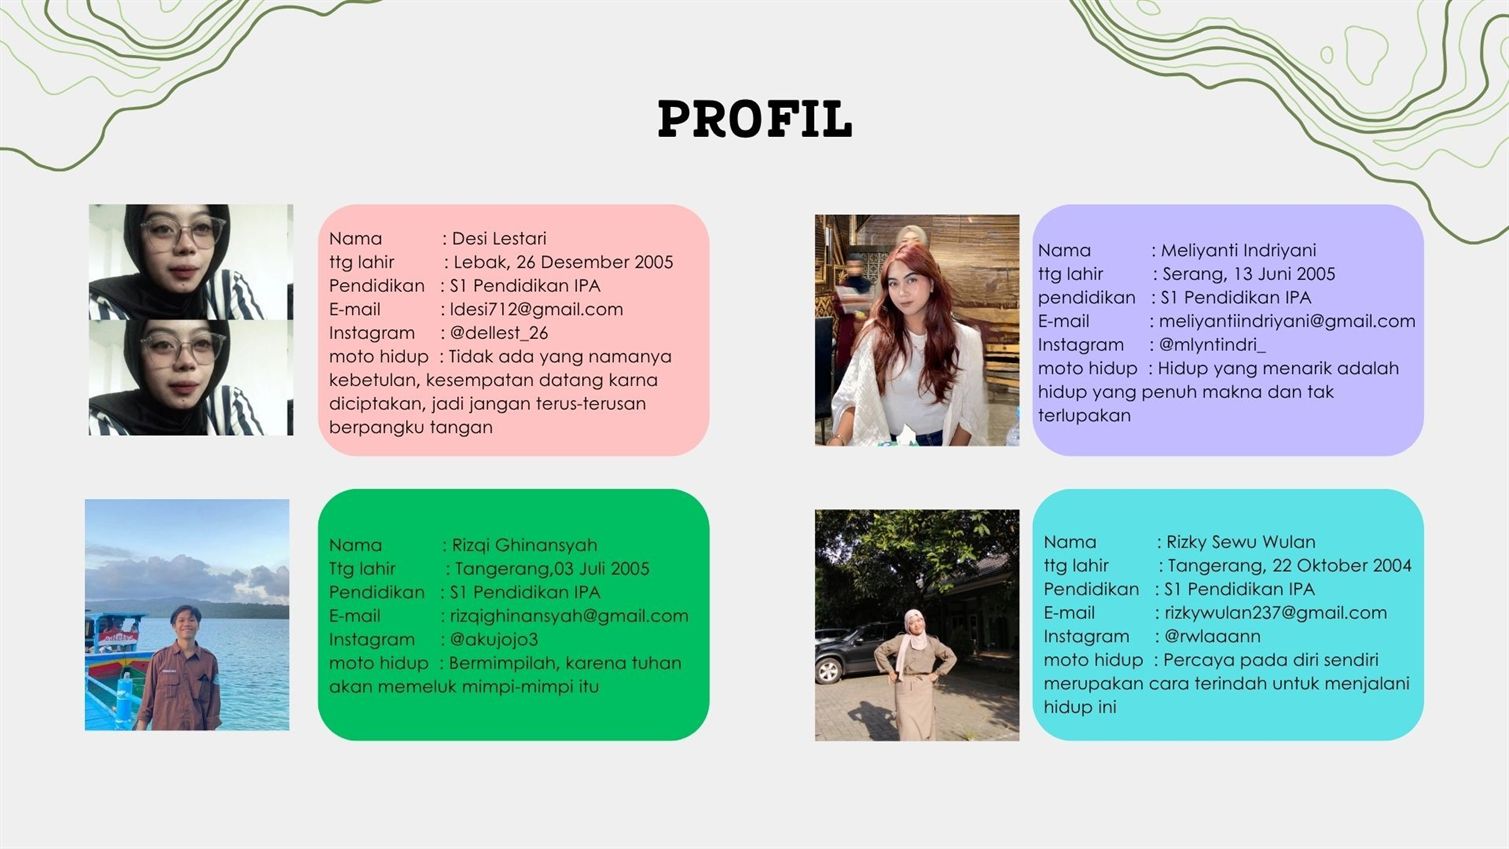 PROFIL
Nama : Desi Lestari
ttg lahir : Lebak, 26 Desember 2005
Pendidikan : S1 Pendidikan IPA
E-mail : ldesi712@gmail.com
Instagram : @dellest_26
moto hidup : Tidak ada yang namanya
kebetulan, kesempatan datang karna
diciptakan, jadi jangan terus-terusan
berpangku tangan
Nama : Meliyanti Indriyani
ttg lahir : Serang, 13 Juni 2005
pendidikan : S1 Pendidikan IPA
E-mail : meliyantiindriyani@gmail.com
Instagram : @mlyntindri_
moto hidup : Hidup yang menarik adalah
hidup yang penuh makna dan tak
terlupakan
Nama : Rizqi Ghinansyah
Ttg lahir : Tangerang,03 Juli 2005
Pendidikan : S1 Pendidikan IPA
E-mail : rizqighinansyah@gmail.com
Instagram : @akujojo3
moto hidup : Bermimpilah, karena tuhan
akan memeluk mimpi-mimpi itu
Nama : Rizky Sewu Wulan
ttg lahir : Tangerang, 22 Oktober 2004
Pendidikan : S1 Pendidikan IPA
E-mail : rizkywulan237@gmail.com
Instagram : @rwlaaann
moto hidup : Percaya pada diri sendiri
merupakan cara terindah untuk menjalani
hidup ini